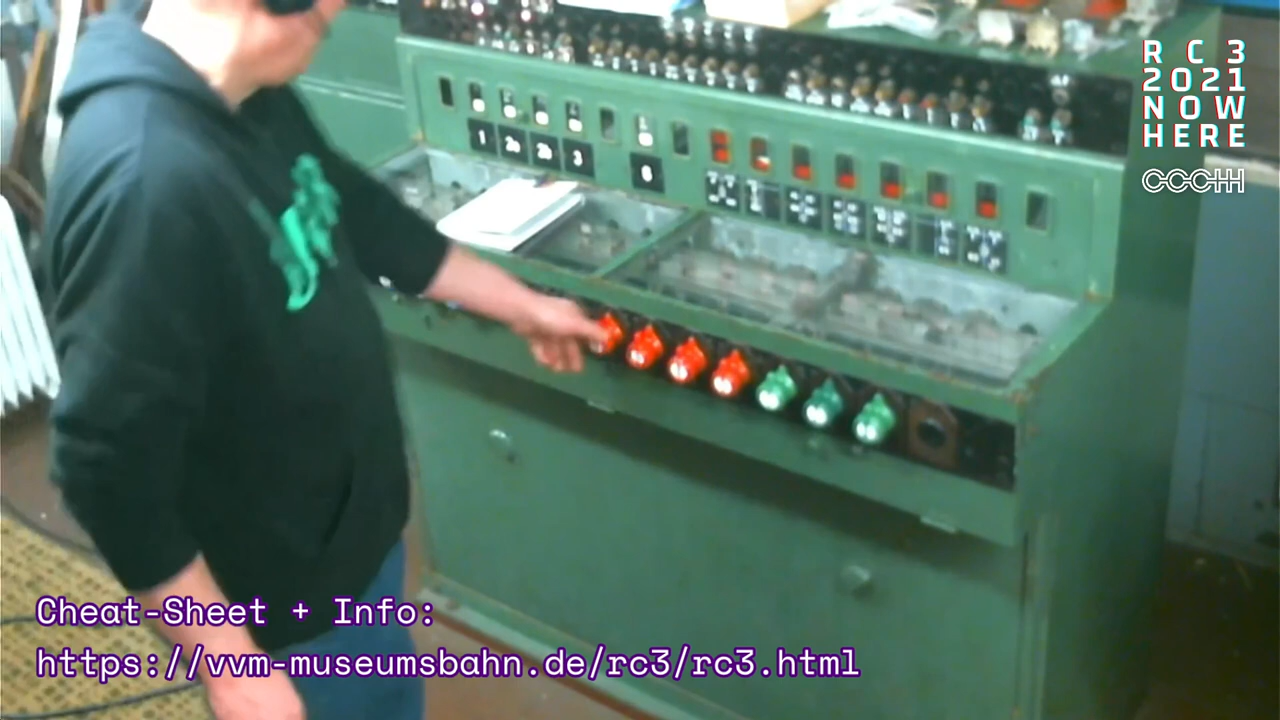 RC3
2021
NOW
HERE
CCCHH
1
2a
2b
3
6
Cheat-Sheet + Info:
https://vvm-museumsbahn.de/rc3/rc3.html